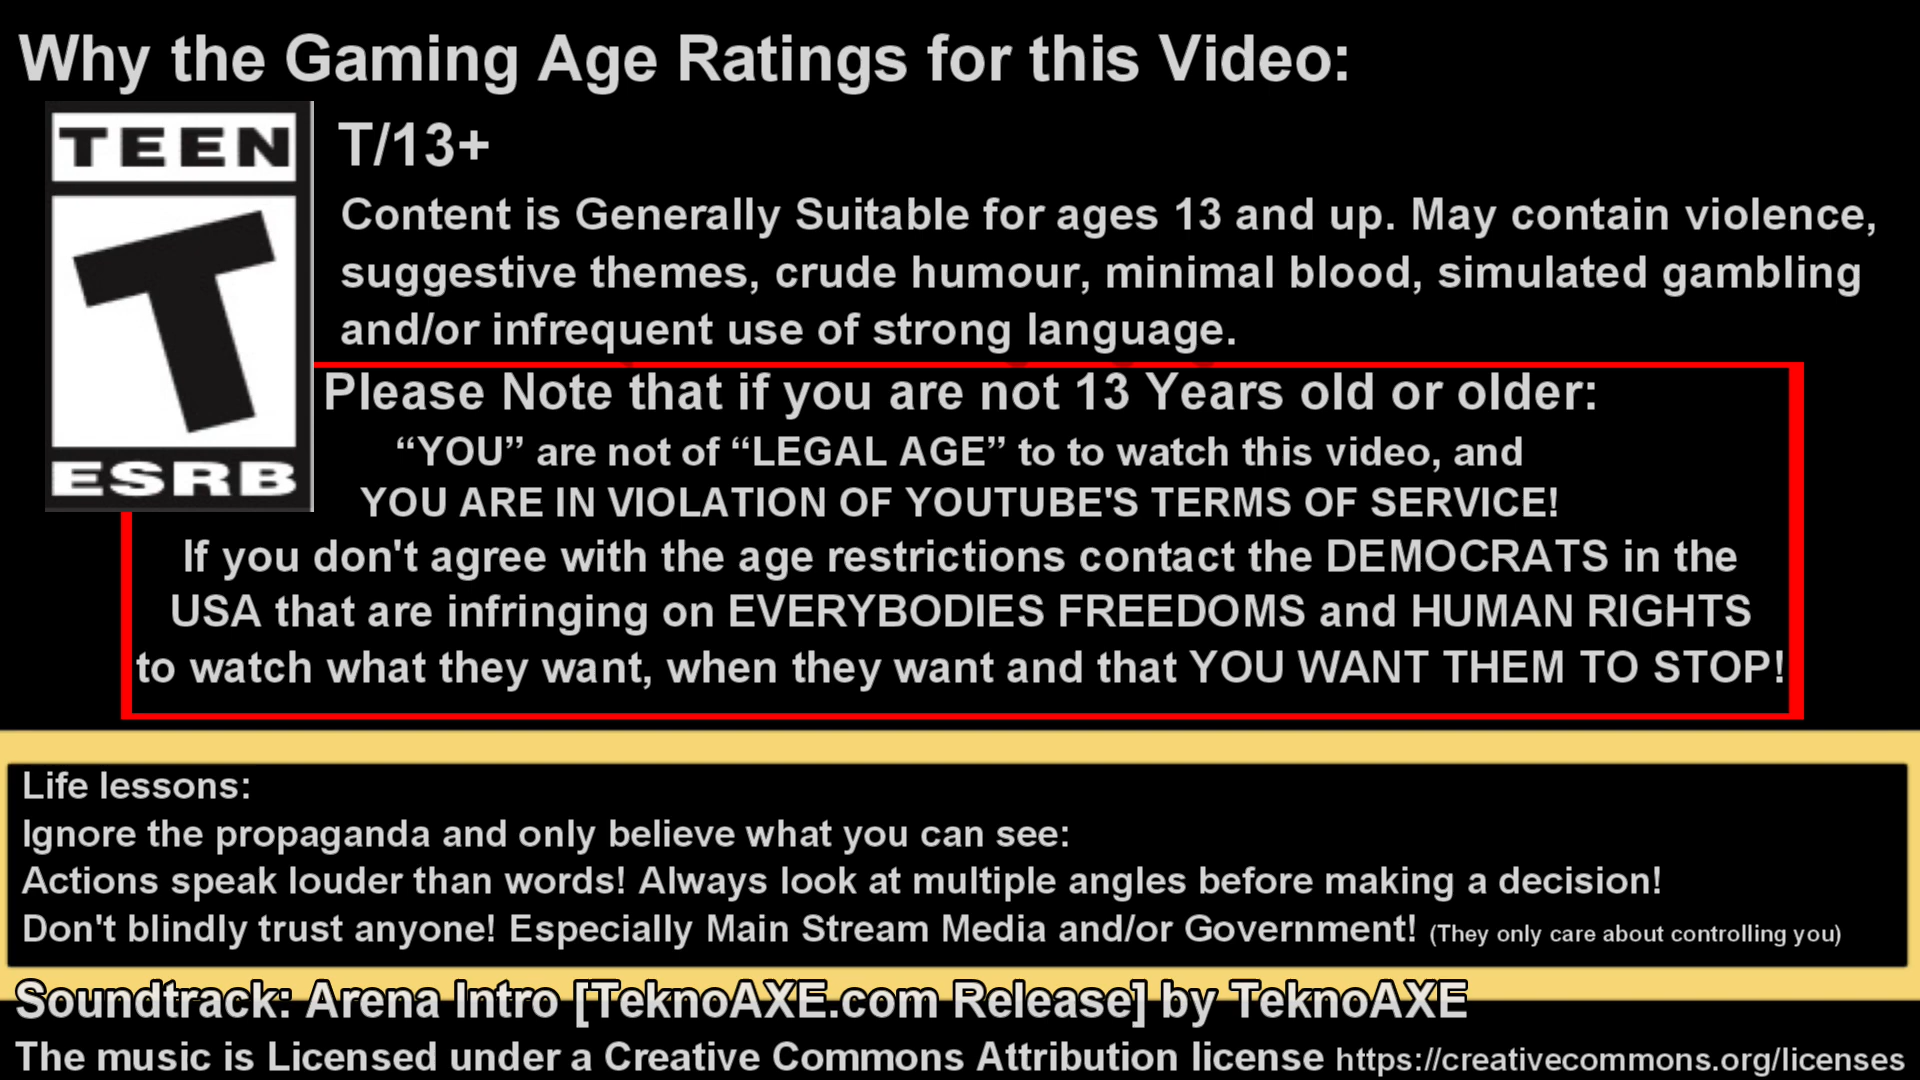 Why the Gaming Age Ratings for this Video:
TEEN
T
ESRB
T/13+
Content is Generally Suitable for ages 13 and up. May contain violence,
suggestive themes, crude humour, minimal blood, simulated gambling
and/or infrequent use of strong language.
Please Note that if you are not 13 Years old or older:
“YOU” are not of “LEGAL AGE” to to watch this video, and
YOU ARE IN VIOLATION OF YOUTUBE'S TERMS OF SERVICE!
If you don't agree with the age restrictions contact the DEMOCRATS in the
USA that are infringing on EVERYBODIES FREEDOMS and HUMAN RIGHTS
to watch what they want, when they want and that YOU WANT THEM TO STOP!
Life lessons:
Ignore the propaganda and only believe what you can see:
Actions speak louder than words! Always look at multiple angles before making a decision!
Don't blindly trust anyone! Especially Main Stream Media and/or Government! (They only care about controlling you)
Soundtrack: Arena Intro [TeknoAXE.com Release] by TeknoAXE
The music is Licensed under a Creative Commons Attribution license https://creativecommons.org/licenses